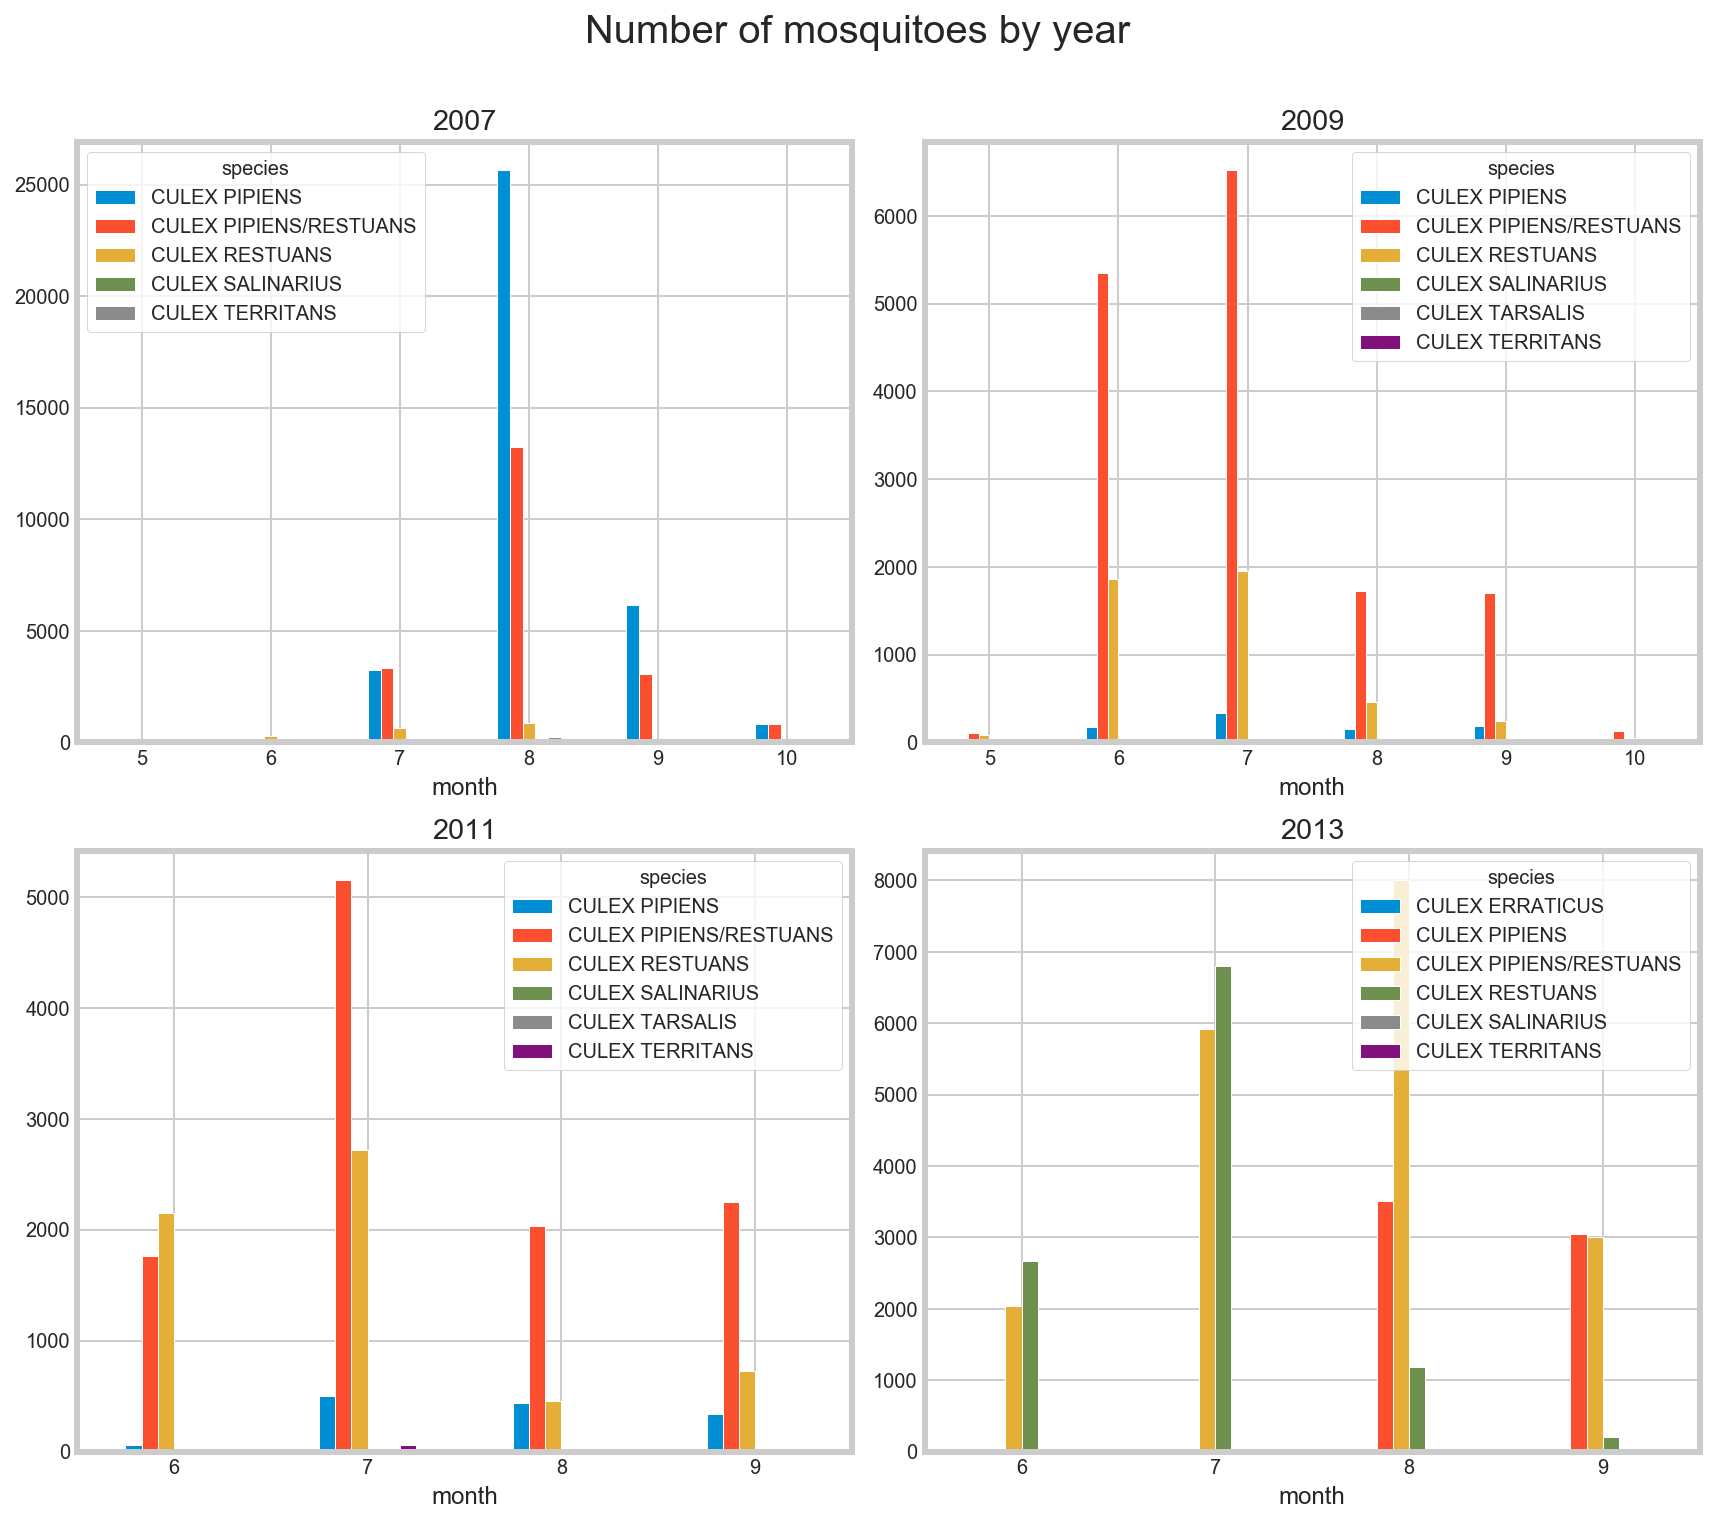 Number of mosquitoes by year
2007
species
CULEX PIPIENS
CULEX PIPIENS/RESTUANS
CULEX RESTUANS
CULEX SALINARIUS
CULEX TERRITANS
25000
20000
15000
10000
5000
0
5 6 7 8 9 10
month
2009
species
CULEX PIPIENS
CULEX PIPIENS/RESTUANS
CULEX RESTUANS
CULEX SALINARIUS
CULEX TARSALIS
CULEX TERRITANS
6000
5000
4000
3000
2000
1000
0
5 6 7 8 9 10
month
2011
species
CULEX PIPIENS
CULEX PIPIENS/RESTUANS
CULEX RESTUANS
CULEX SALINARIUS
CULEX TARSALIS
CULEX TERRITANS
5000
4000
3000
2000
1000
0
6 7 8 9
month
2013
species
CULEX ERRATICUS
CULEX PIPIENS
CULEX PIPIENS/RESTUANS
CULEX RESTUANS
CULEX SALINARIUS
CULEX TERRITANS
8000
7000
6000
5000
4000
3000
2000
1000
0
6 7 8 9
month